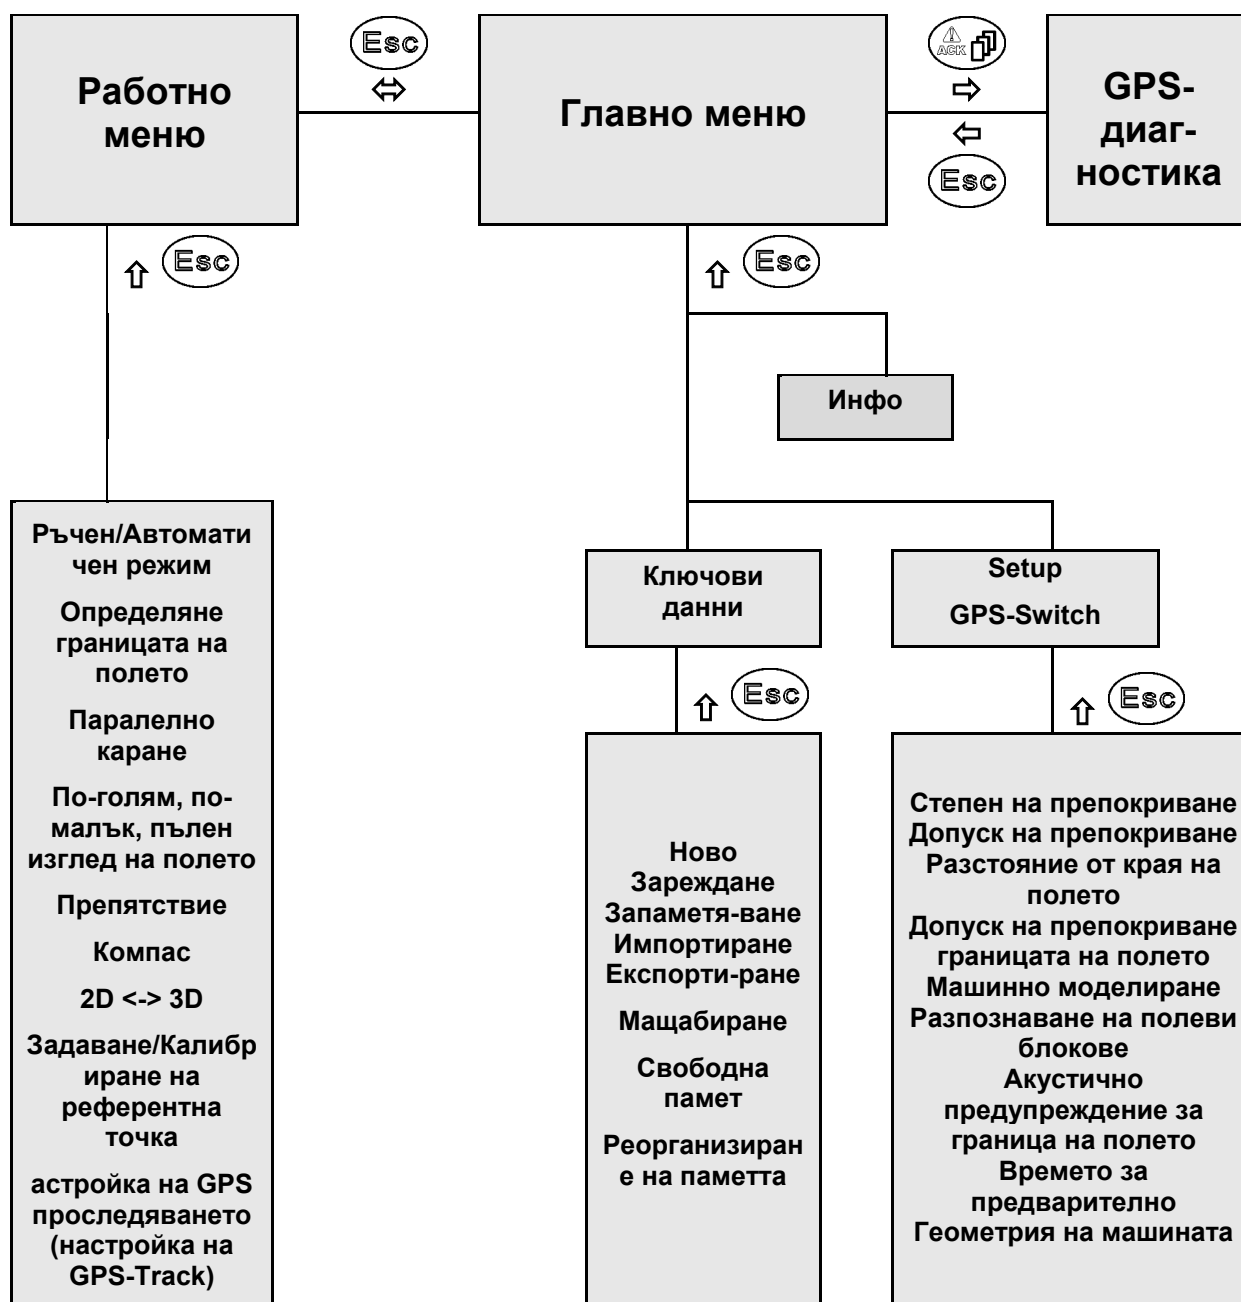 Esc
ACK
Работно
меню
Главно меню
GPS-
диаг-
ностика
Esc
Esc
Esc
Инфо
Ръчен/Автомати
чен режим
Определяне
границата на
полето
Паралелно
каране
По-голям, по-
малък, пълен
изглед на полето
Препятствие
Компас
2D <-> 3D
Задаване/Калибр
иране на
референтна
точка
астройка на GPS
проследяването
(настройка на
GPS-Track)
Ключови
данни
Setup
GPS-Switch
Esc
Esc
Ново
Зареждане
Запаметя-ване
Импортиране
Експорти-ране
Мащабиране
Свободна
памет
Реорганизиран
е на паметта
Степен на препокриване
Допуск на препокриване
Разстояние от края на
полето
Допуск на препокриване
границата на полето
Машинно моделиране
Разпознаване на полеви
блокове
Акустично
предупреждение за
граница на полето
Времето за
предварително
Геометрия на машината